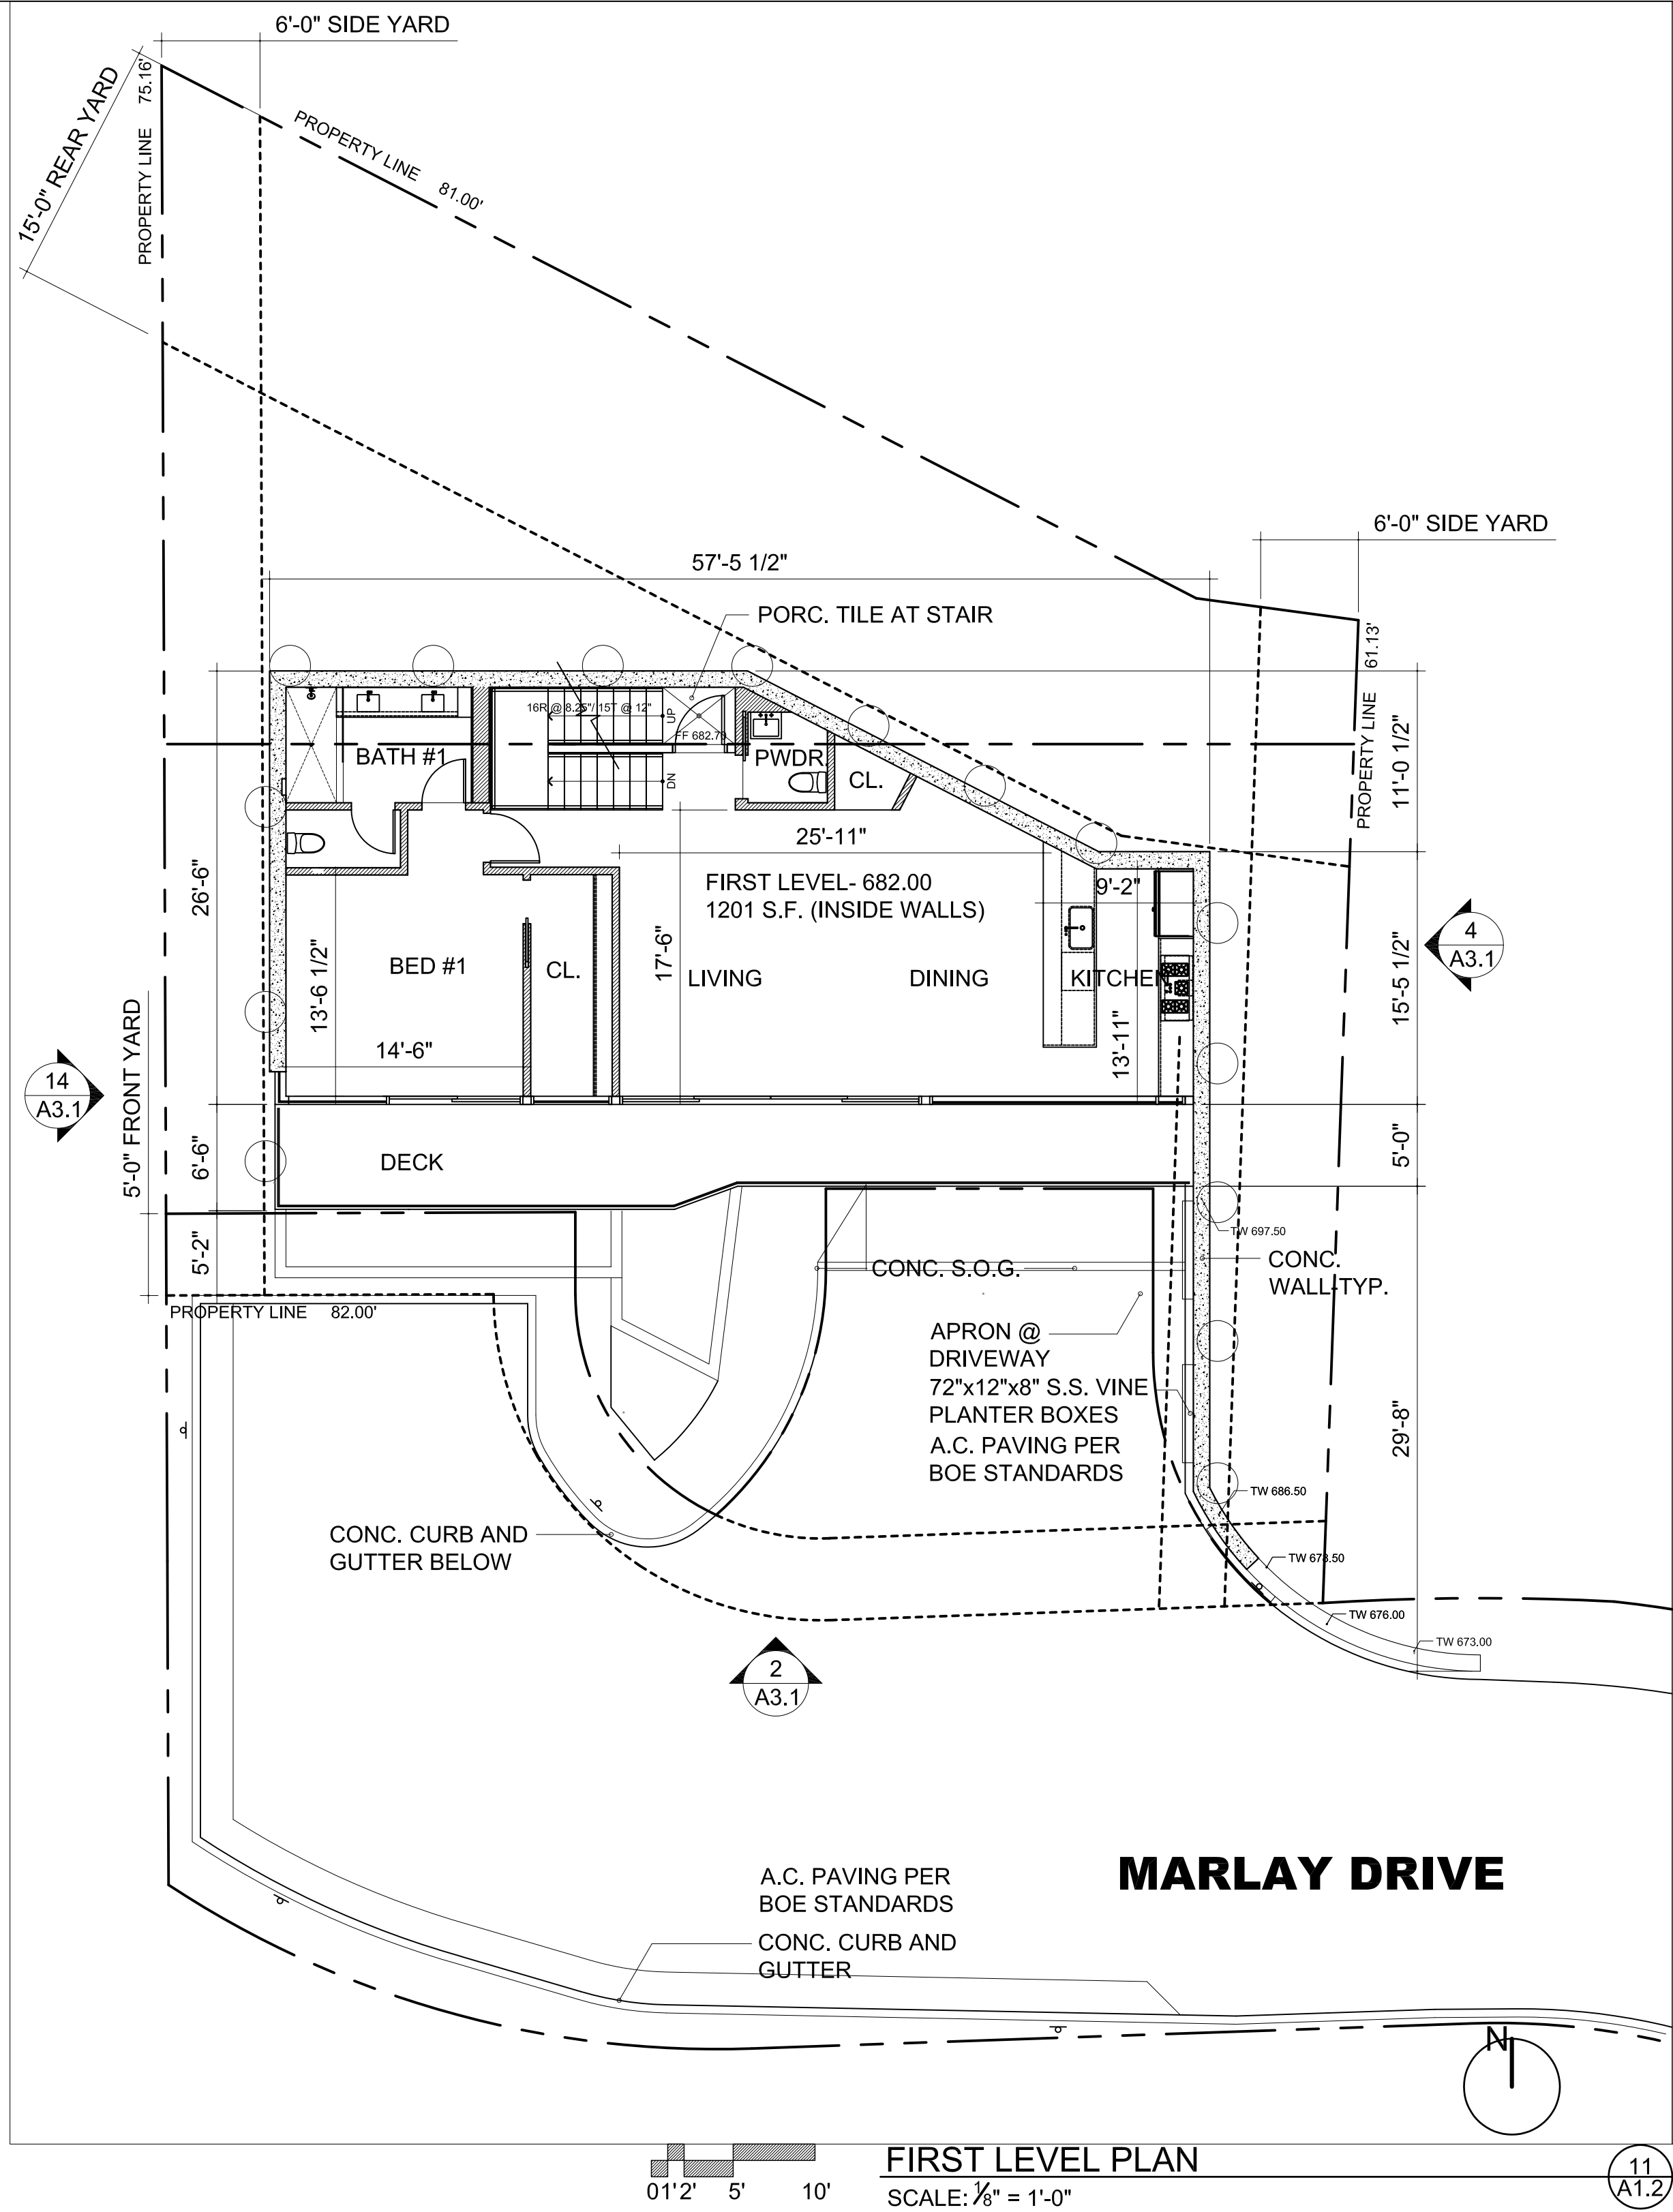 6'-0" SIDE YARD
15'-0" REAR YARD
PROPERTY LINE 75.16'
PROPERTY LINE 81.00'
6'-0" SIDE YARD
57'-5 1/2"
PORC. TILE AT STAIR
PROPERTY LINE 61.13'
16R @ 8.25"/ 15T @ 12"
UP
FF 682.79
DN
BATH #1
PWDR.
CL.
11'-0 1/2"
25'-11"
26'-6"
FIRST LEVEL- 682.00
1201 S.F. (INSIDE WALLS)
9'-2"
4
A3.1
13'-6 1/2"
BED #1
CL.
17'-6"
LIVING
DINING
KITCHEN
15'-5 1/2"
14'-6"
13'-11"
14
A3.1
5'-0" FRONT YARD
6'-6"
DECK
5'-0"
5'-2"
TW 697.50
CONC. S.O.G.
CONC.
WALL-TYP.
PROPERTY LINE 82.00'
APRON @
DRIVEWAY
72"x12"x8" S.S. VINE
PLANTER BOXES
A.C. PAVING PER
BOE STANDARDS
29'-8"
TW 686.50
CONC. CURB AND
GUTTER BELOW
TW 678.50
TW 676.00
TW 673.00
2
A3.1
A.C. PAVING PER
BOE STANDARDS
MARLAY DRIVE
CONC. CURB AND
GUTTER
N
01'2' 5' 10'
FIRST LEVEL PLAN
SCALE: 1/8" = 1'-0"
11
A1.2